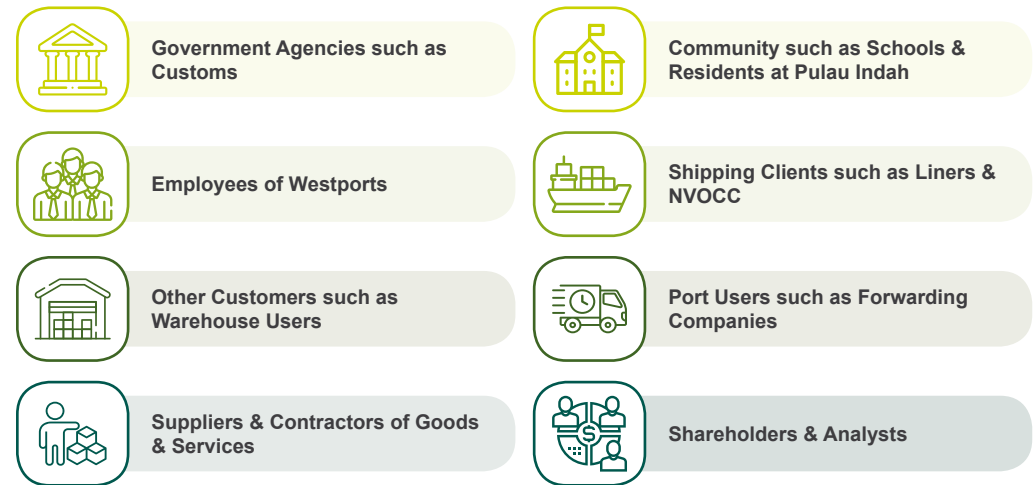 Government Agencies such as
Customs
Community such as Schools &
Residents at Pulau Indah
Employees of Westports
Shipping Clients such as Liners &
NVOCC
Other Customers such as
Warehouse Users
Port Users such as Forwarding
Companies
Suppliers & Contractors of Goods
& Services
Shareholders & Analysts
$